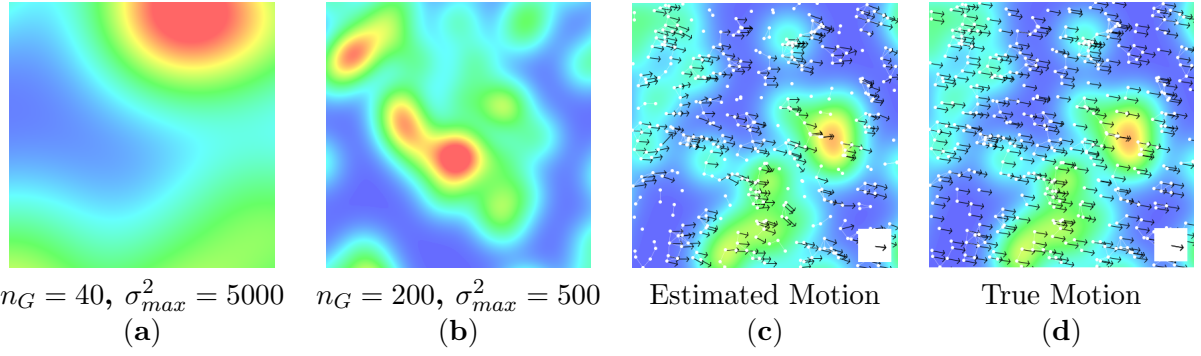 n_G = 40, σ²_max = 5000
(a)
n_G = 200, σ²_max = 500
(b)
Estimated Motion
(c)
True Motion
(d)